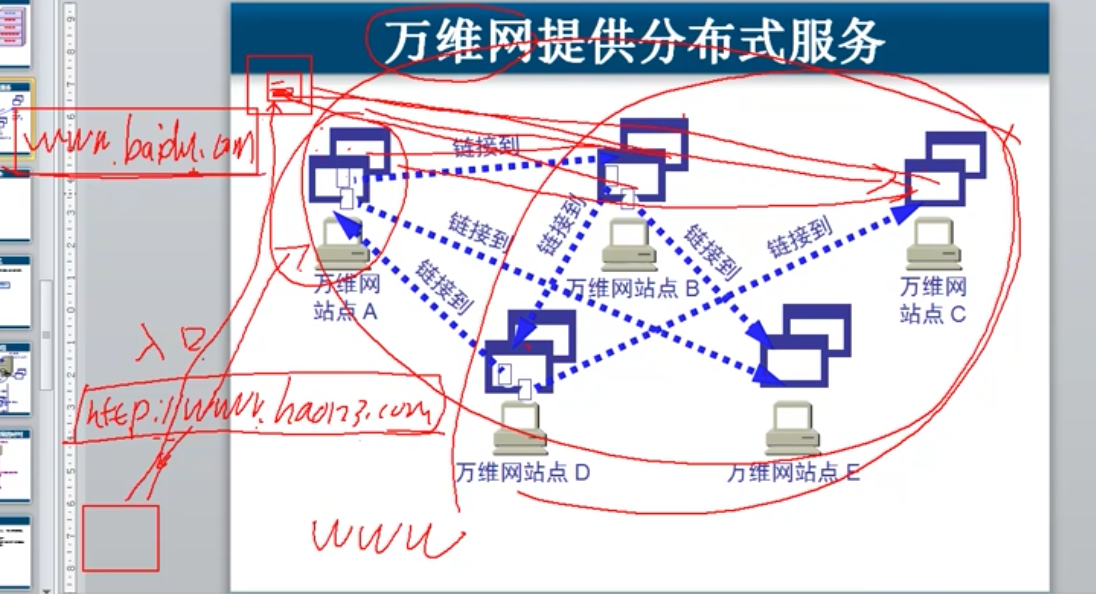 万维网提供分布式服务
www.baidu.com
链接到
链接到
链接到
链接到
链接到
链接到
万维网
站点 A
万维网站点 B
万维网
站点 C
入口
http://www.hao123.com
万维网站点 D
万维网站点 E
www